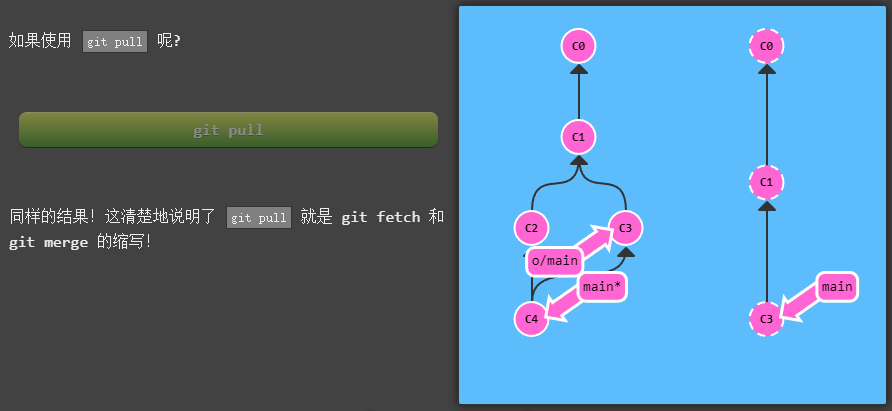 如果使用 git pull 呢?
git pull
同样的结果！这清楚地说明了 git pull 就是 git fetch 和
git merge 的缩写！
C0
C1
C2
C3
o/main
main*
C4
C0
C1
main
C3